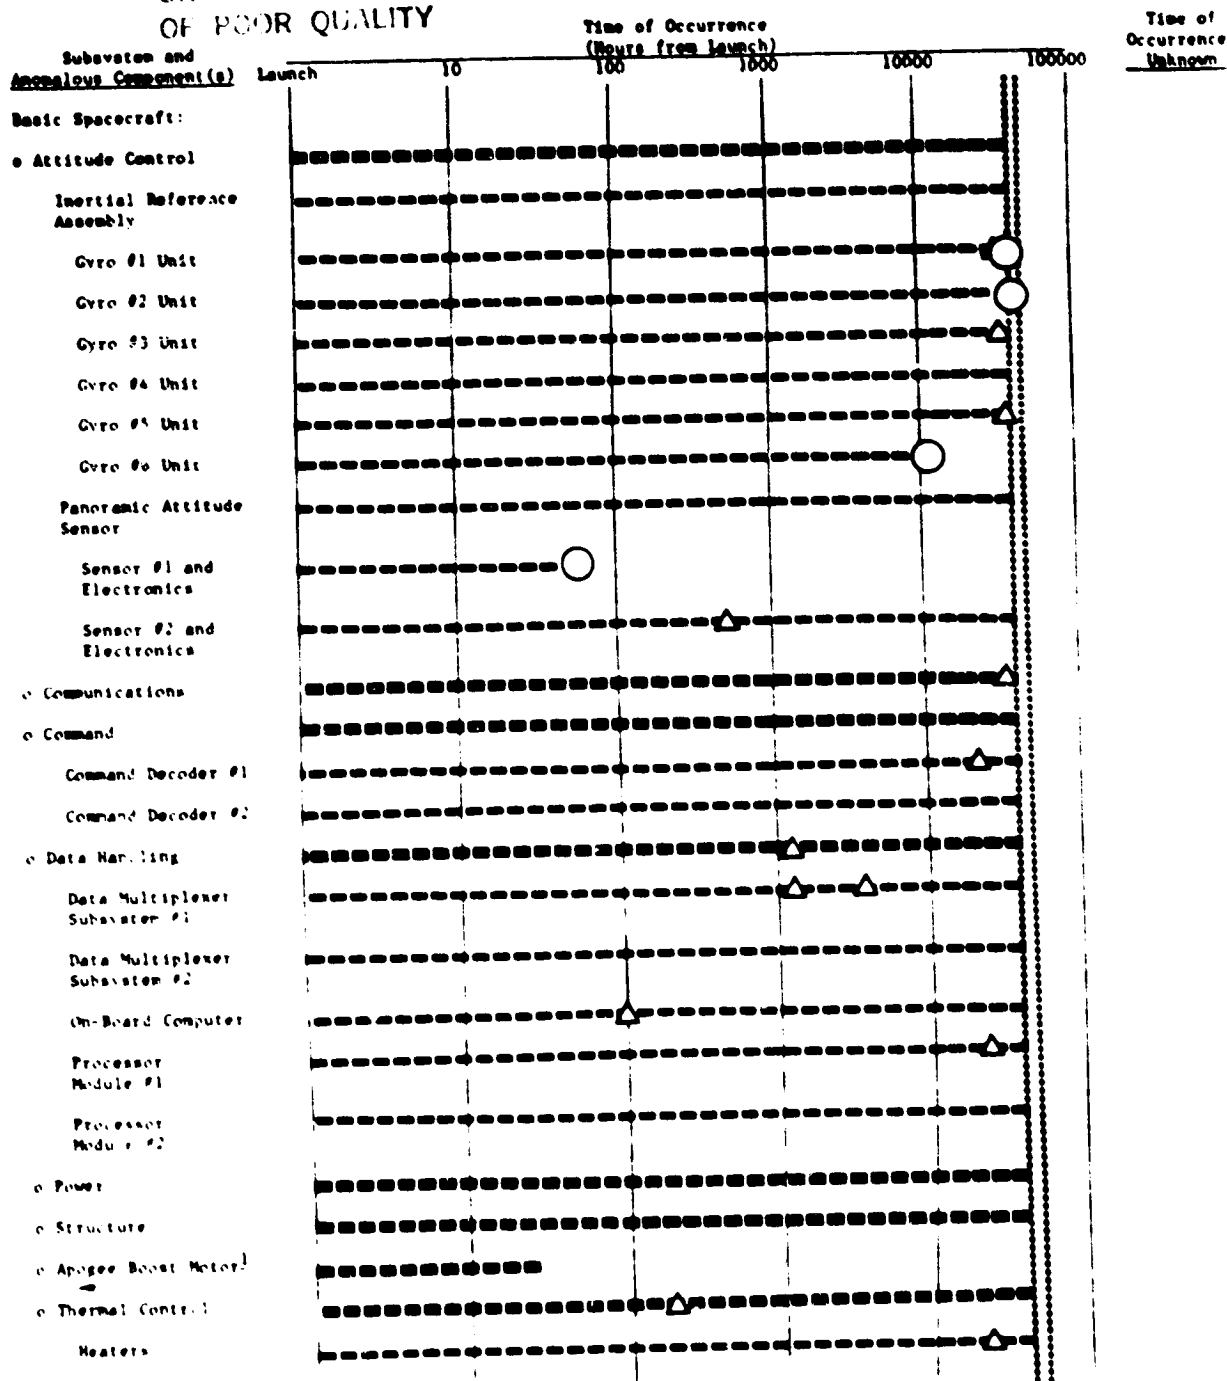 OF POOR QUALITY
Time of Occurrence
(Hours from launch)
Time of
Occurrence
Unknown
Subsystem and
Anomalous Component(s)
Launch 10 100 1000 10000 100000
Basic Spacecraft:
o Attitude Control
Inertial Reference
Assembly
Gyro #1 Unit
Gyro #2 Unit
Gyro #3 Unit
Gyro #4 Unit
Gyro #5 Unit
Gyro #6 Unit
Panoramic Attitude
Sensor
Sensor #1 and
Electronics
Sensor #2 and
Electronics
o Communications
o Command
Command Decoder #1
Command Decoder #2
o Data Handling
Data Multiplexer
Subsystem #1
Data Multiplexer
Subsystem #2
On-Board Computer
Processor
Module #1
Processor
Module #2
o Power
o Structure
o Apogee Boost Motor1
o Thermal Control
Heaters